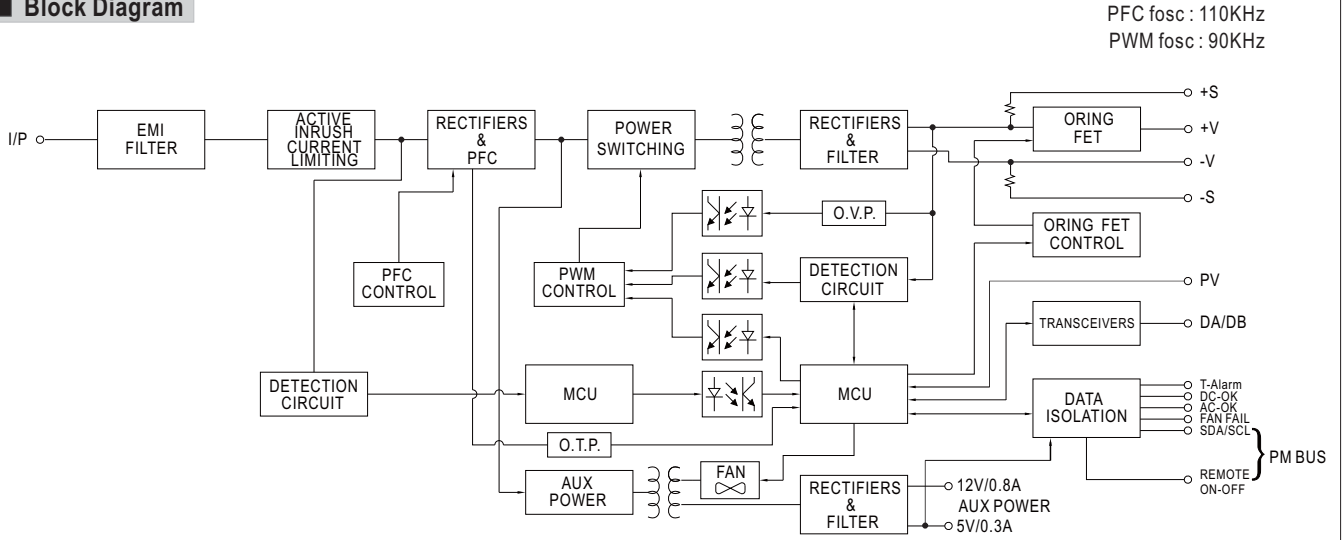 Block Diagram
PFC fosc : 110KHz
PWM fosc : 90KHz
I/P
EMI
FILTER
ACTIVE
INRUSH
CURRENT
LIMITING
RECTIFIERS
&
PFC
POWER
SWITCHING
RECTIFIERS
&
FILTER
ORING
FET
+S
+V
-V
-S
O.V.P.
ORING FET
CONTROL
PFC
CONTROL
PWM
CONTROL
DETECTION
CIRCUIT
PV
TRANSCEIVERS
DA/DB
DETECTION
CIRCUIT
MCU
MCU
DATA
ISOLATION
T-Alarm
DC-OK
AC-OK
FAN FAIL
SDA/SCL
PM BUS
REMOTE
ON-OFF
O.T.P.
AUX
POWER
FAN
RECTIFIERS
&
FILTER
12V/0.8A
AUX POWER
5V/0.3A